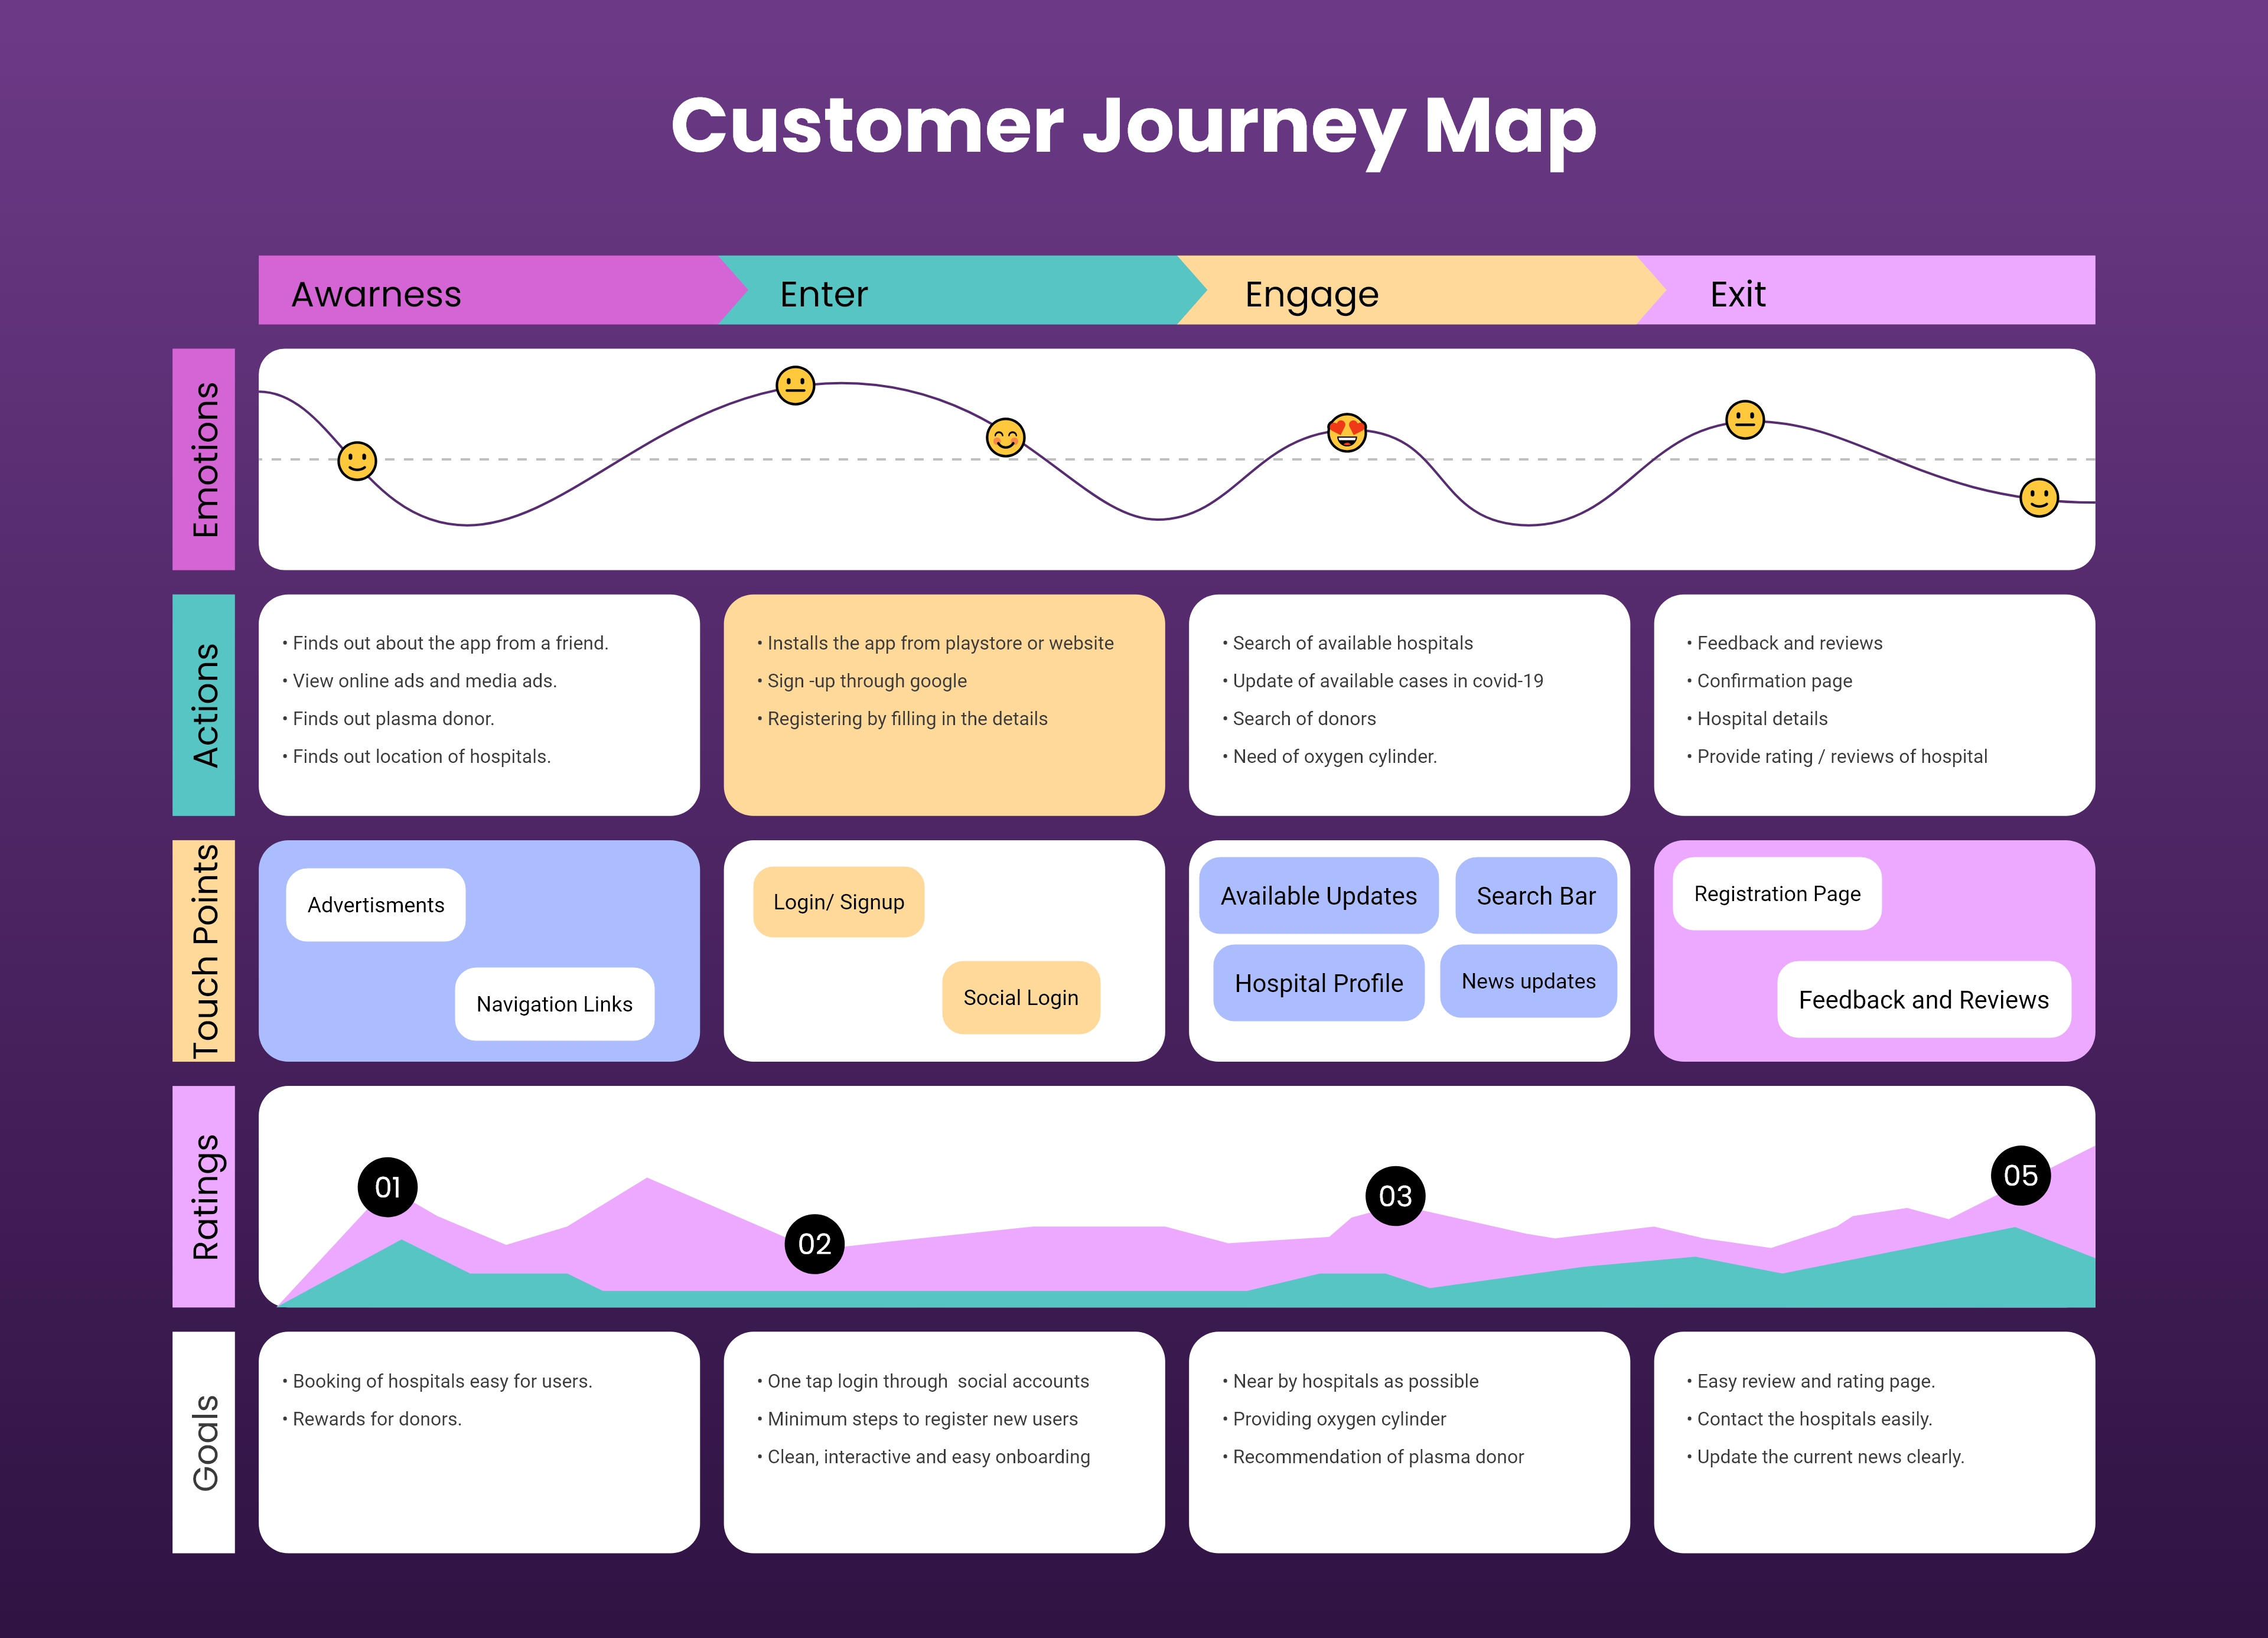 Customer Journey Map
Awarness
Enter
Engage
Exit
Emotions
Actions
• Finds out about the app from a friend.
• View online ads and media ads.
• Finds out plasma donor.
• Finds out location of hospitals.
• Installs the app from playstore or website
• Sign -up through google
• Registering by filling in the details
• Search of available hospitals
• Update of available cases in covid-19
• Search of donors
• Need of oxygen cylinder.
• Feedback and reviews
• Confirmation page
• Hospital details
• Provide rating / reviews of hospital
Touch Points
Advertisments
Navigation Links
Login/ Signup
Social Login
Available Updates
Search Bar
Hospital Profile
News updates
Registration Page
Feedback and Reviews
Ratings
01
02
03
05
Goals
• Booking of hospitals easy for users.
• Rewards for donors.
• One tap login through  social accounts
• Minimum steps to register new users
• Clean, interactive and easy onboarding
• Near by hospitals as possible
• Providing oxygen cylinder
• Recommendation of plasma donor
• Easy review and rating page.
• Contact the hospitals easily.
• Update the current news clearly.